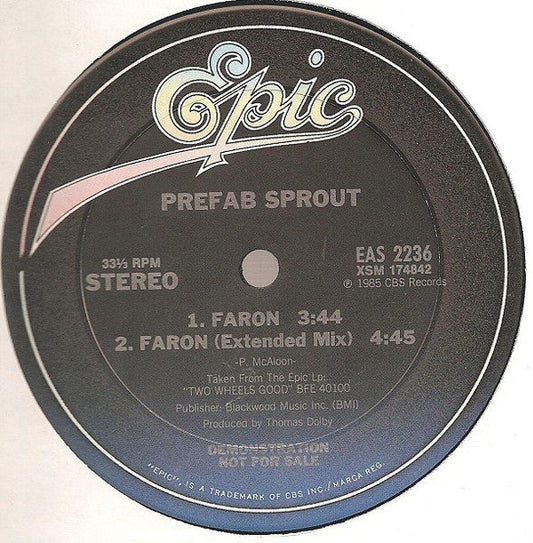 Epic
PREFAB SPROUT
33⅓ RPM
STEREO
EAS 2236
XSM 174842
℗ 1985 CBS Records
1. FARON 3:44
2. FARON (Extended Mix) 4:45
-P. McAloon-
Taken From The Epic Lp:
"TWO WHEELS GOOD" BFE 40100
Publisher: Blackwood Music Inc. (BMI)
Produced by Thomas Dolby
DEMONSTRATION
NOT FOR SALE
"EPIC", IS A TRADEMARK OF CBS INC./MARCA REG.